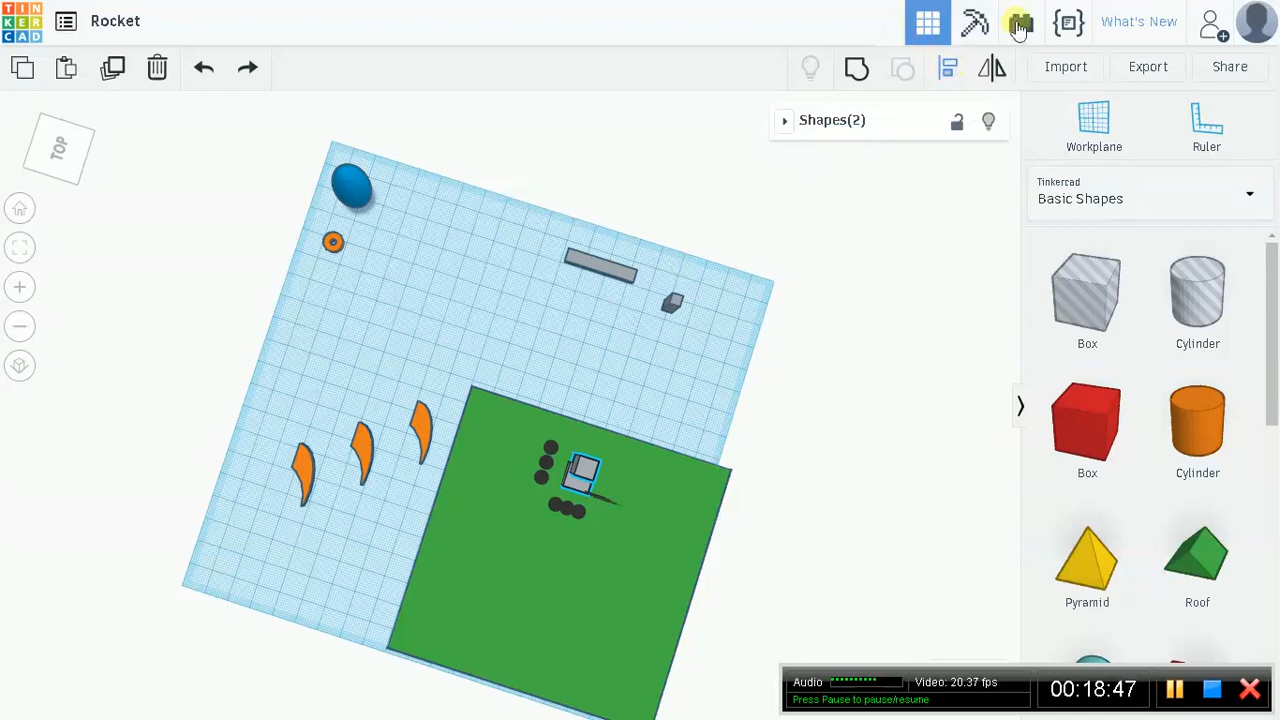 TIN
KER
CAD
Rocket
What's New
Import
Export
Share
TOP
Shapes(2)
Workplane
Ruler
Tinkercad
Basic Shapes
Box
Cylinder
Box
Cylinder
Pyramid
Roof
Audio
Video: 20.37 fps
Press Pause to pause/resume
00:18:47